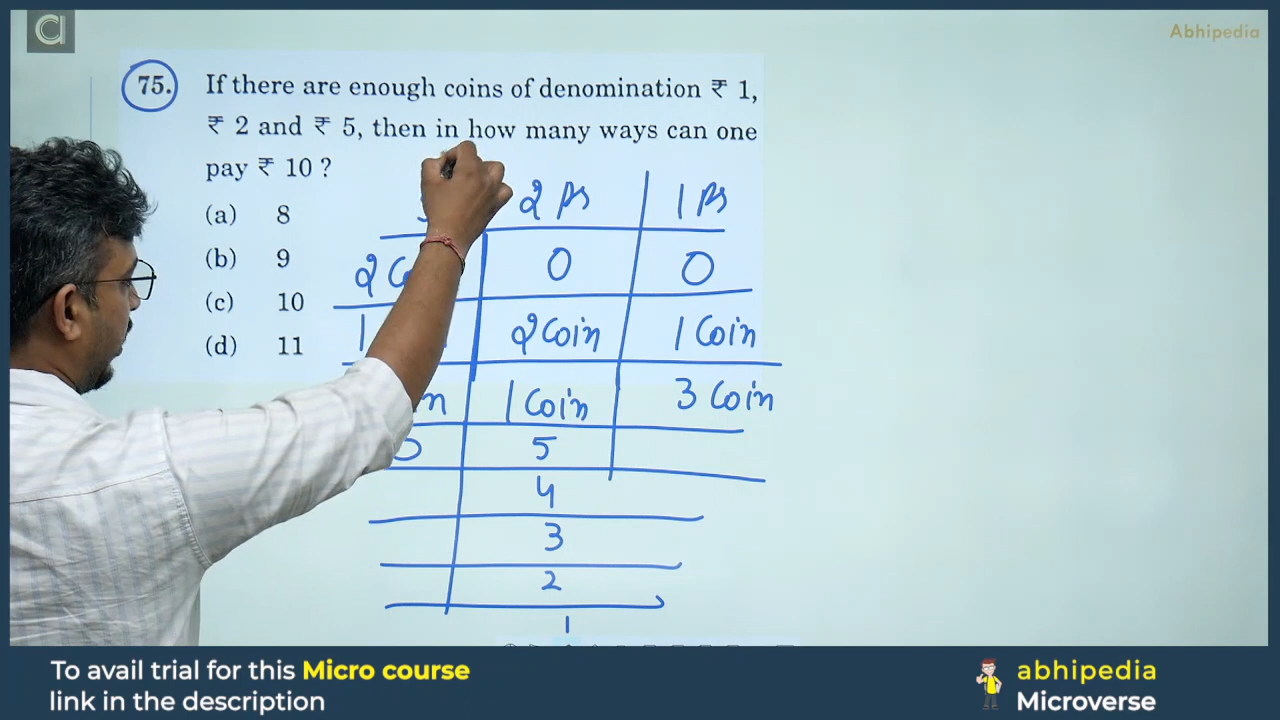 a
Abhipedia
75. If there are enough coins of denomination ₹ 1,
₹ 2 and ₹ 5, then in how many ways can one
pay ₹ 10 ?
(a) 8
(b) 9
(c) 10
(d) 11
2 Rs 1 Rs
2 0 0
1 2 Coin 1 Coin
1 Coin 3 Coin
0 5
4
3
2
1
To avail trial for this Micro course
link in the description
abhipedia
Microverse